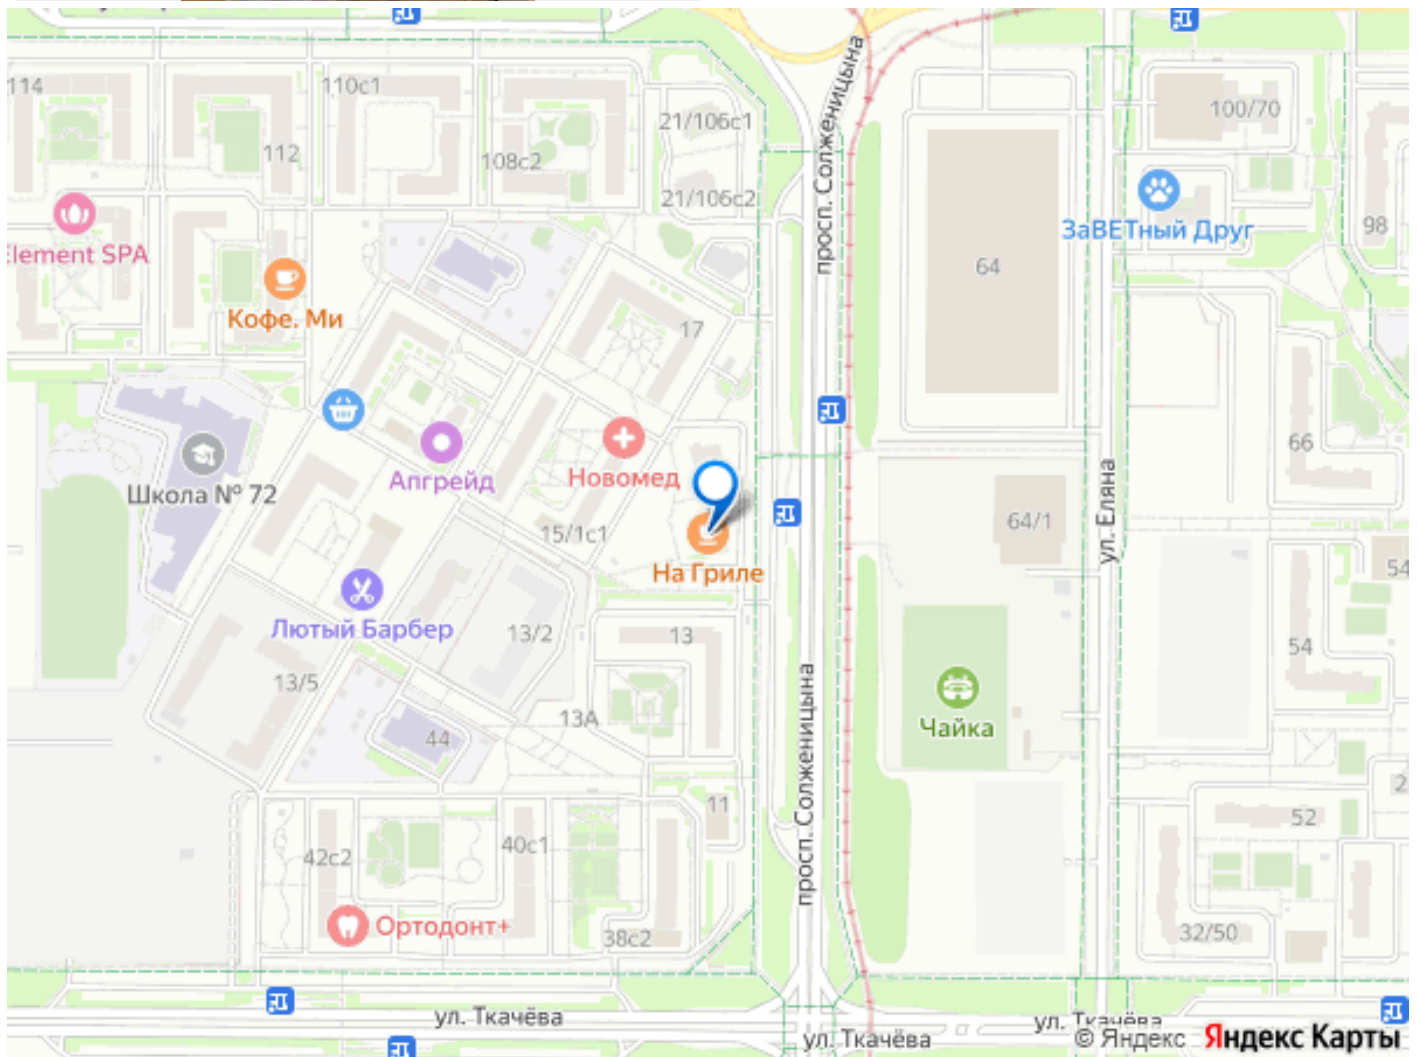 114
110с1
112
108с2
21/106с1
21/106с2
просп. Солженицына
100/70
ЗаВЕТный Друг
98
64
Element SPA
Кофе. Ми
17
66
Школа № 72
Апгрейд
Новомед
15/1с1
На Гриле
64/1
ул. Еляна
54
Лютый Барбер
13/2
13
54
13/5
13А
44
Чайка
просп. Солженицына
11
52
2
42с2
40с1
Ортодонт+
38с2
32/50
ул. Ткачёва
ул. Ткачёва
ул. Ткачёва
© Яндекс Яндекс Карты